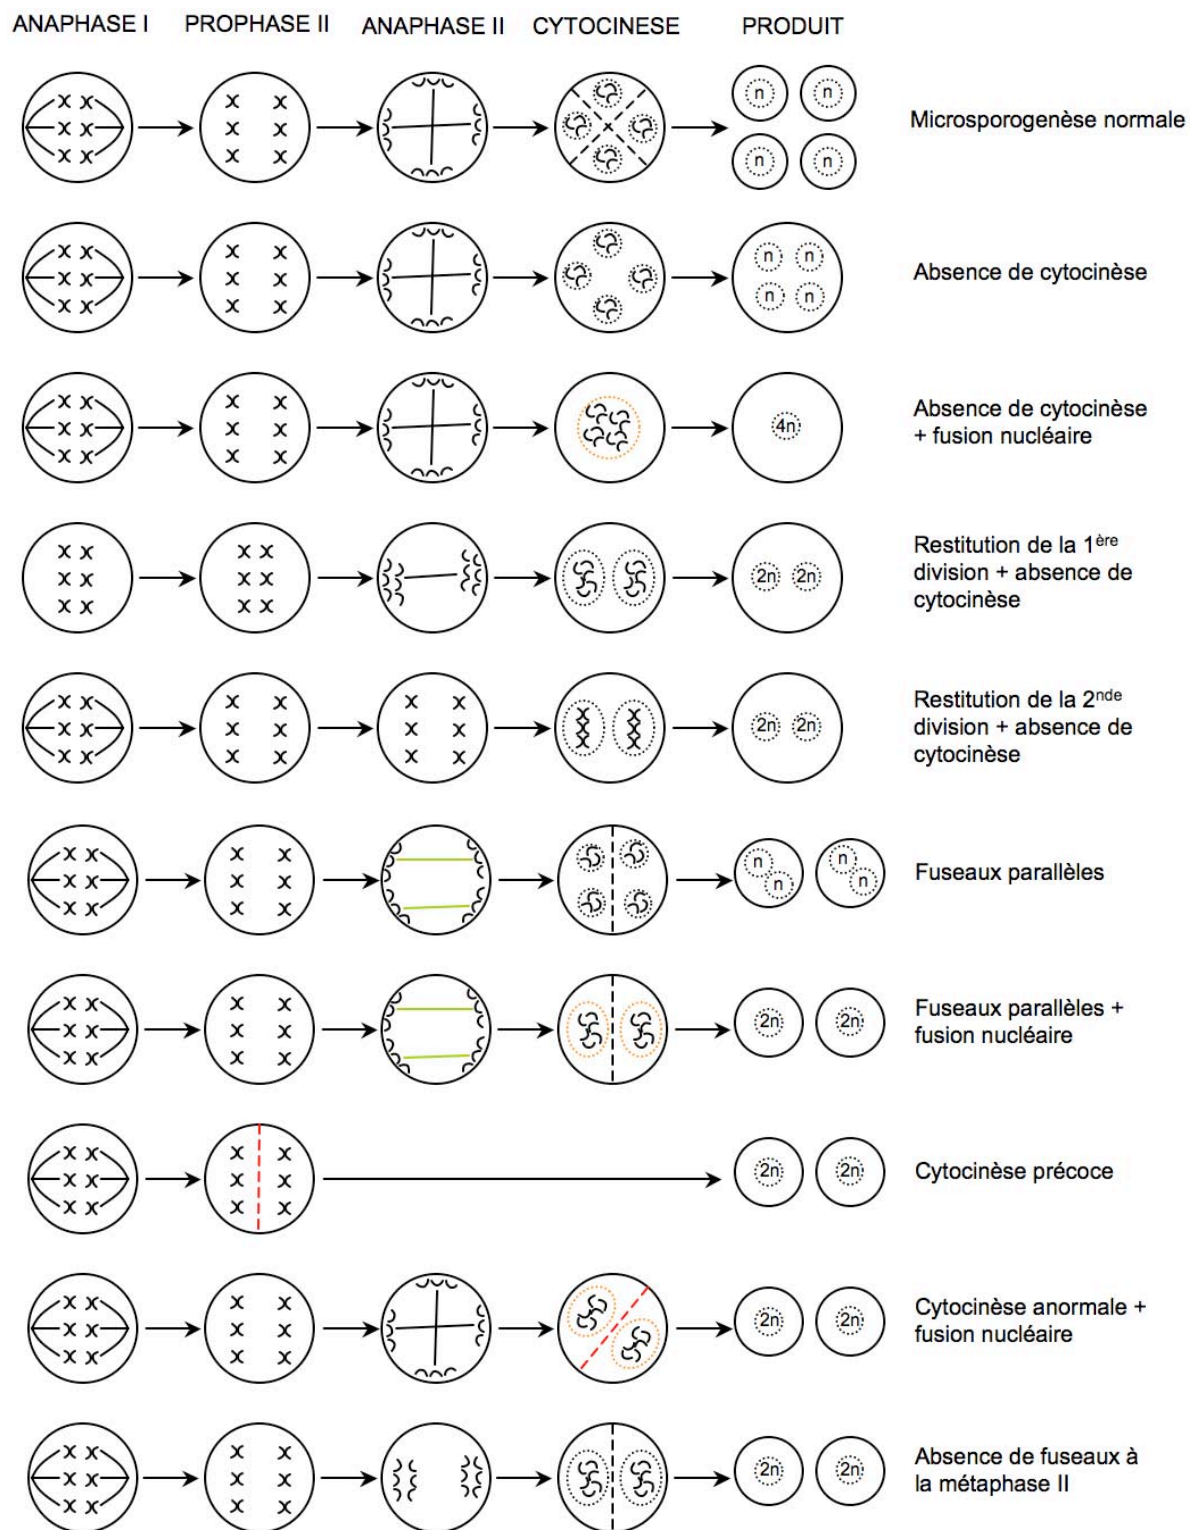 ANAPHASE I PROPHASE II ANAPHASE II CYTOCINESE PRODUIT
n n
Microsporogenèse normale
n n
n n
Absence de cytocinèse
n n
Absence de cytocinèse
4n
+ fusion nucléaire
Restitution de la 1ère
2n 2n
division + absence de
cytocinèse
Restitution de la 2nde
2n 2n
division + absence de
cytocinèse
n n
Fuseaux parallèles
n n
Fuseaux parallèles +
2n 2n
fusion nucléaire
2n 2n
Cytocinèse précoce
Cytocinèse anormale +
2n 2n
fusion nucléaire
Absence de fuseaux à
2n 2n
la métaphase II